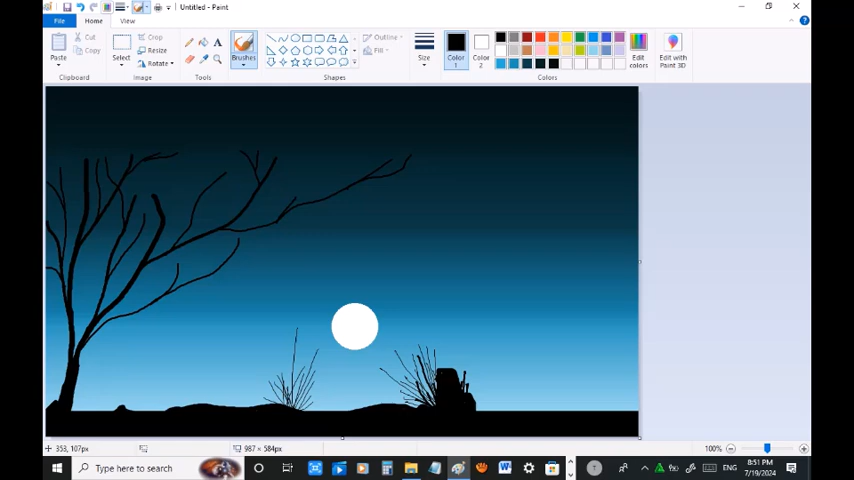 Untitled - Paint
File Home View
Paste
Cut
Copy
Clipboard
Select
Crop
Resize
Rotate
Image
A
Tools
Brushes
Outline
Fill
Shapes
Size
Color
1
Color
2
Edit
colors
Edit with
Paint 3D
Colors
353, 107px
987 × 584px
100%
Type here to search
ENG
8:51 PM
7/19/2024